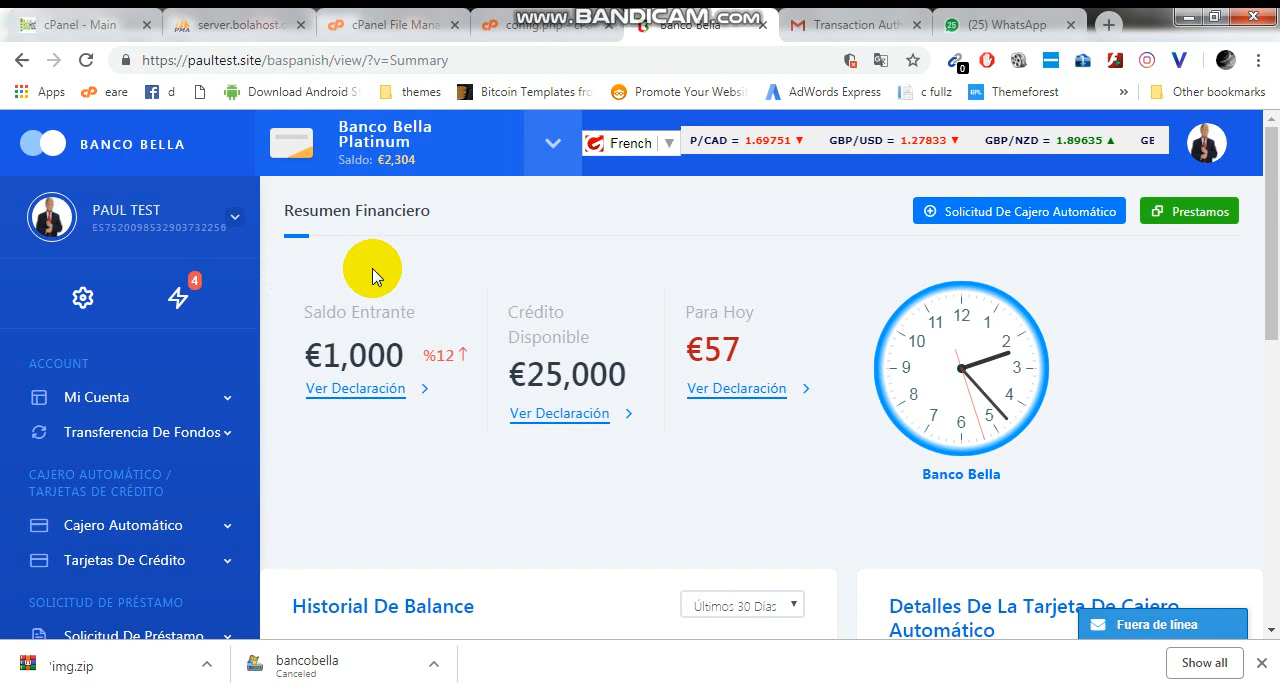 www.BANDICAM.com
cPanel - Main
server.bolahost.c
cPanel File Mana
config.php - cPa
Banco Bella
Transaction Auth
(25) WhatsApp
https://paultest.site/baspanish/view/?v=Summary
Apps
eare
d
Download Android S
themes
Bitcoin Templates fro
Promote Your Websi
AdWords Express
c fullz
Themeforest
»
Other bookmarks
BANCO BELLA
Banco Bella
Platinum
Saldo: €2,304
French
P/CAD = 1.69751 ▼ GBP/USD = 1.27833 ▼ GBP/NZD = 1.89635 ▲ GE
PAUL TEST
ES7520098532903732256
4
Resumen Financiero
Solicitud De Cajero Automático
Prestamos
Saldo Entrante
€1,000 %12↑
Ver Declaración
Crédito
Disponible
€25,000
Ver Declaración
Para Hoy
€57
Ver Declaración
12
1
2
3
4
5
6
7
8
9
10
11
Banco Bella
ACCOUNT
Mi Cuenta
Transferencia De Fondos
CAJERO AUTOMÁTICO /
TARJETAS DE CRÉDITO
Cajero Automático
Tarjetas De Crédito
SOLICITUD DE PRÉSTAMO
Solicitud De Préstamo
Historial De Balance
Últimos 30 Días
Detalles De La Tarjeta De Cajero
Automático
Fuera de línea
'img.zip
bancobella
Canceled
Show all